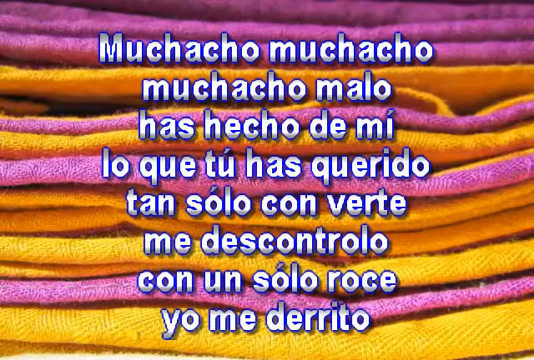 Muchacho muchacho
muchacho malo
has hecho de mí
lo que tú has querido
tan sólo con verte
me descontrolo
con un sólo roce
yo me derrito